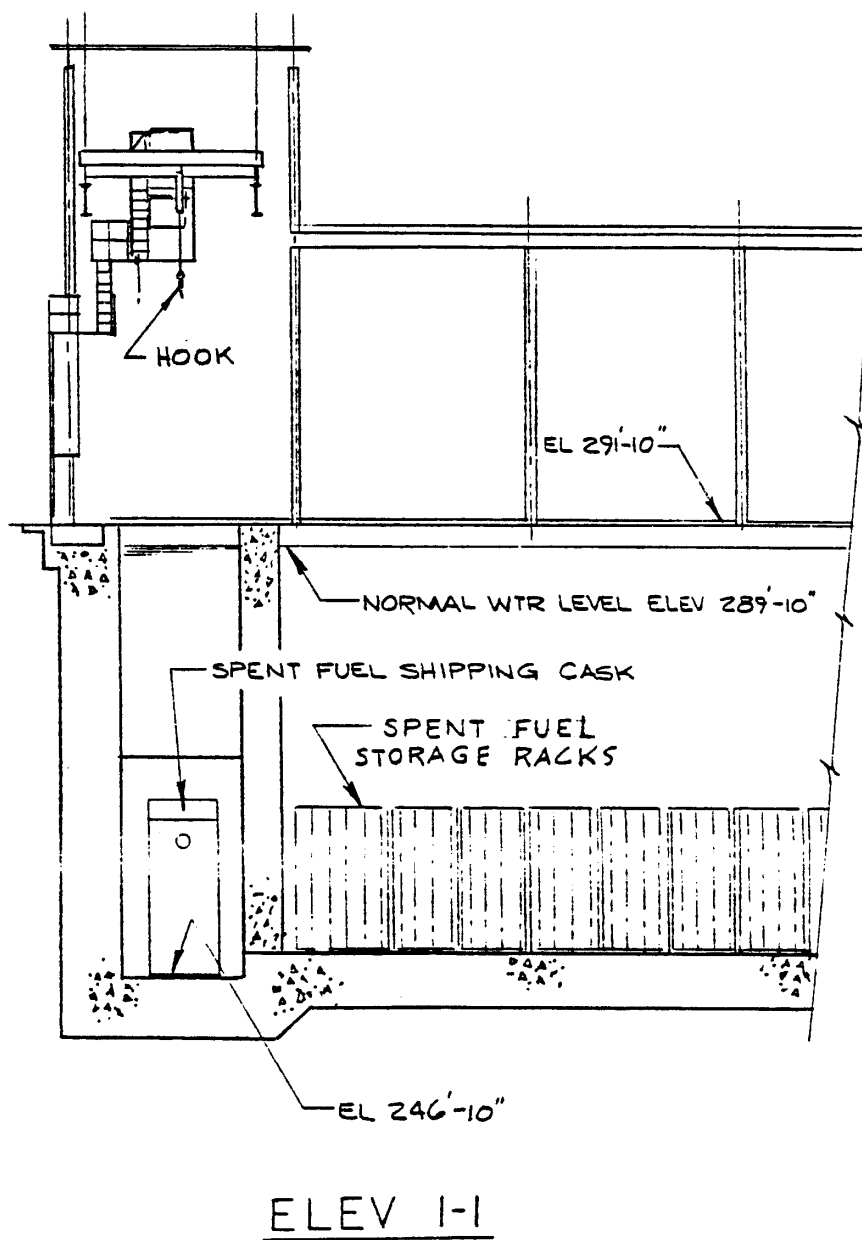 HOOK
EL 291'-10"
NORMAL WTR LEVEL ELEV 289'-10"
SPENT FUEL SHIPPING CASK
SPENT FUEL
STORAGE RACKS
EL 246'-10"
ELEV 1-1